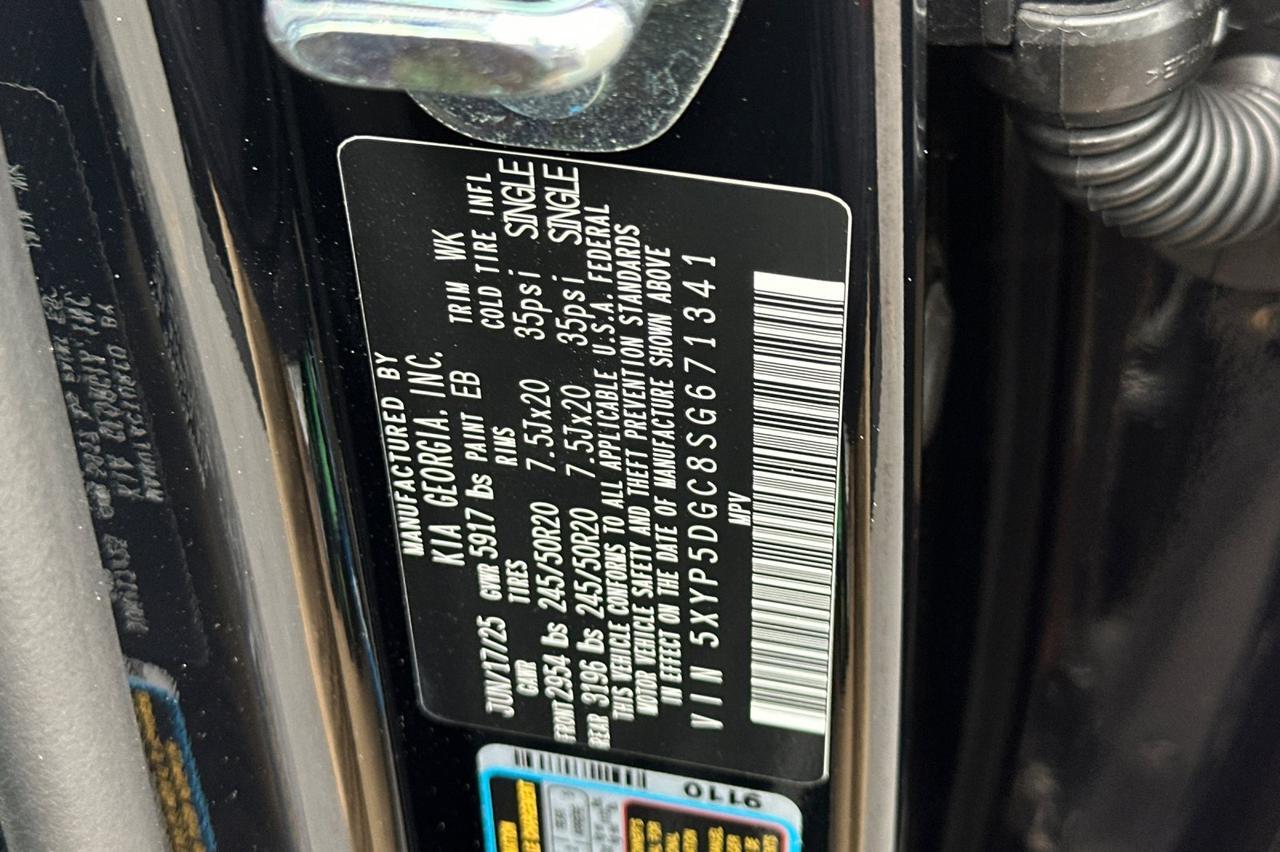 MANUFACTURED BY
KIA GEORGIA. INC.
JUN/17/25 GVWR 5917 lbs PAINT EB TRIM WK
GAWR TIRES RIMS COLD TIRE INFL
FRONT 2954 lbs 245/50R20 7.5Jx20 35psi SINGLE
REAR 3196 lbs 245/50R20 7.5Jx20 35psi SINGLE
THIS VEHICLE CONFORMS TO ALL APPLICABLE U.S.A. FEDERAL
MOTOR VEHICLE SAFETY AND THEFT PREVENTION STANDARDS
IN EFFECT ON THE DATE OF MANUFACTURE SHOWN ABOVE
VIN 5XYP5DGC8SG671341
MPV
9110